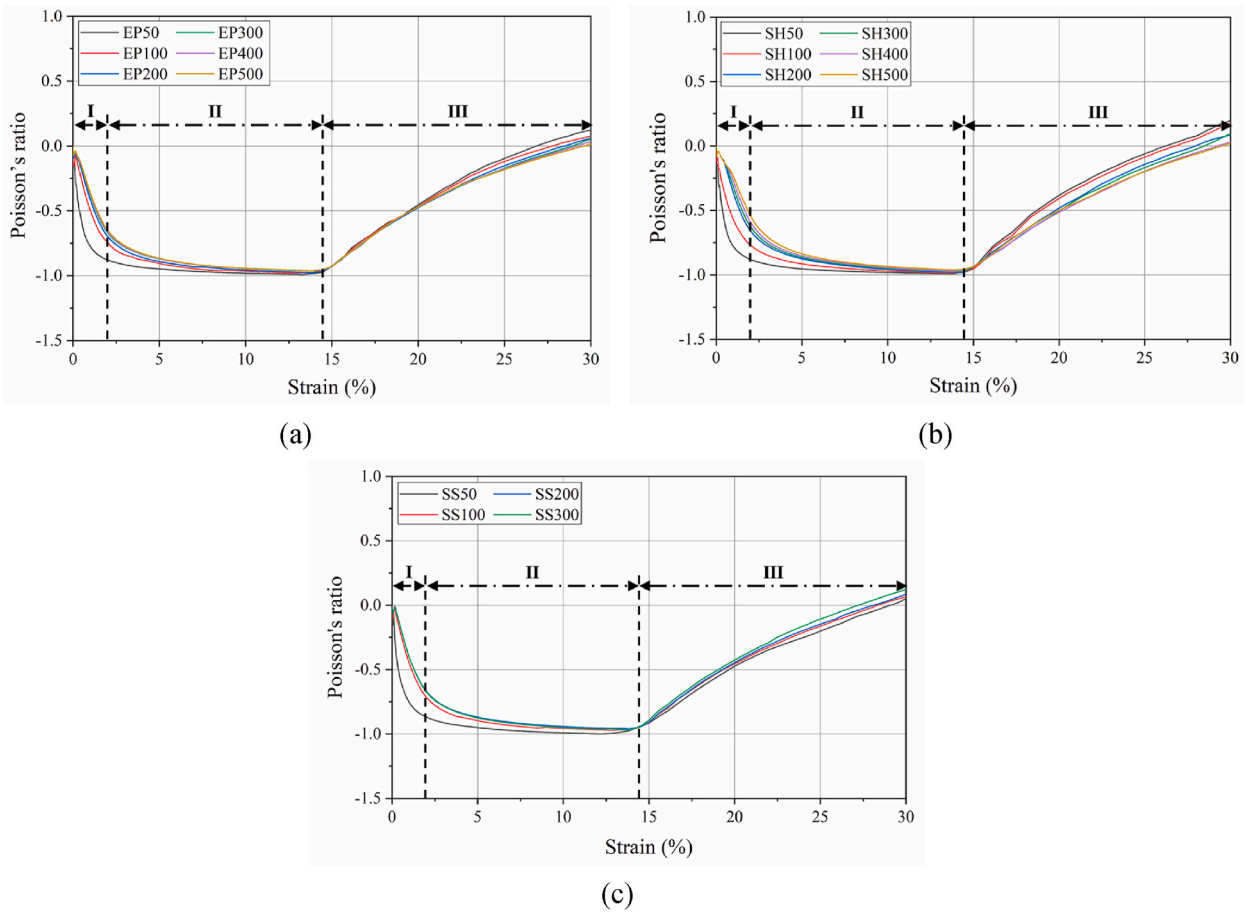 1.0
EP50 EP300
EP100 EP400
EP200 EP500
0.5
I II III
0.0
-0.5
-1.0
-1.5
Poisson’s ratio
0 5 10 15 20 25 30
Strain (%)
(a)
1.0
SH50 SH300
SH100 SH400
SH200 SH500
0.5
I II III
0.0
-0.5
-1.0
-1.5
Poisson's ratio
0 5 10 15 20 25 30
Strain (%)
(b)
1.0
SS50 SS200
SS100 SS300
0.5
I II III
0.0
-0.5
-1.0
-1.5
Poisson's ratio
0 5 10 15 20 25 30
Strain (%)
(c)